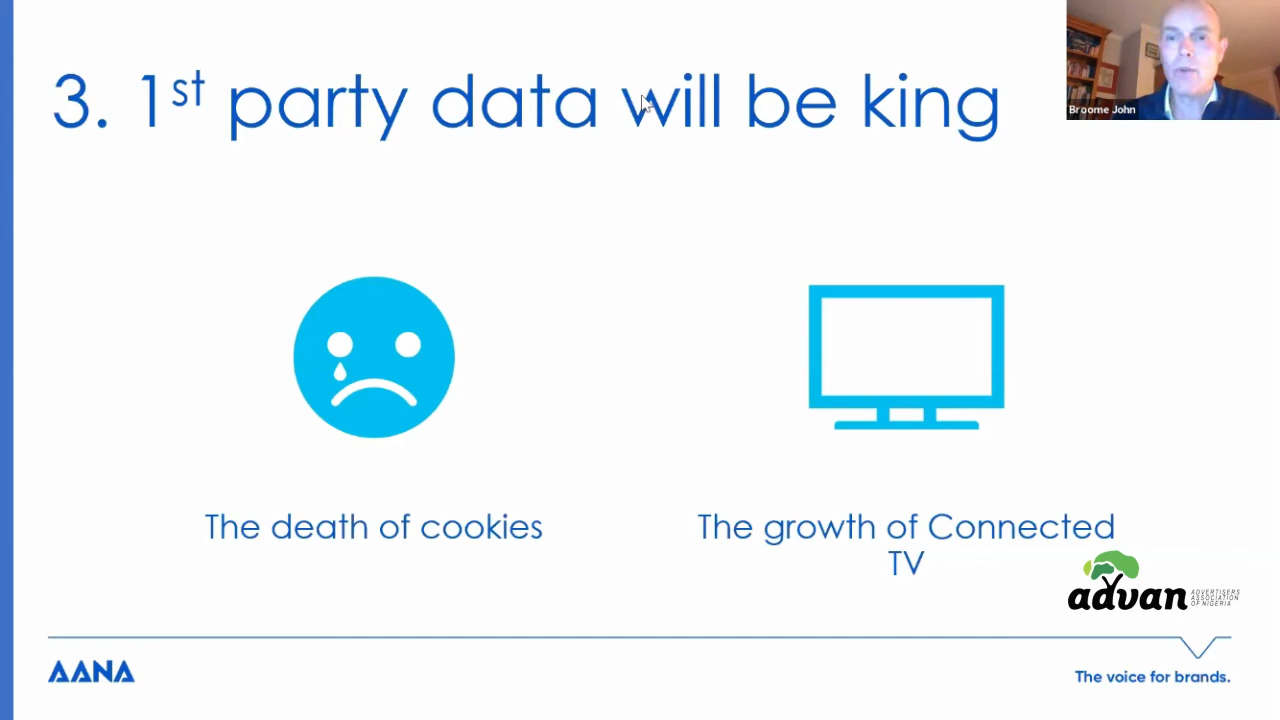 3. 1st party data will be king
Broome John
The death of cookies
The growth of Connected
TV
advan
ADVERTISERS
ASSOCIATION
OF NIGERIA
AANA
The voice for brands.